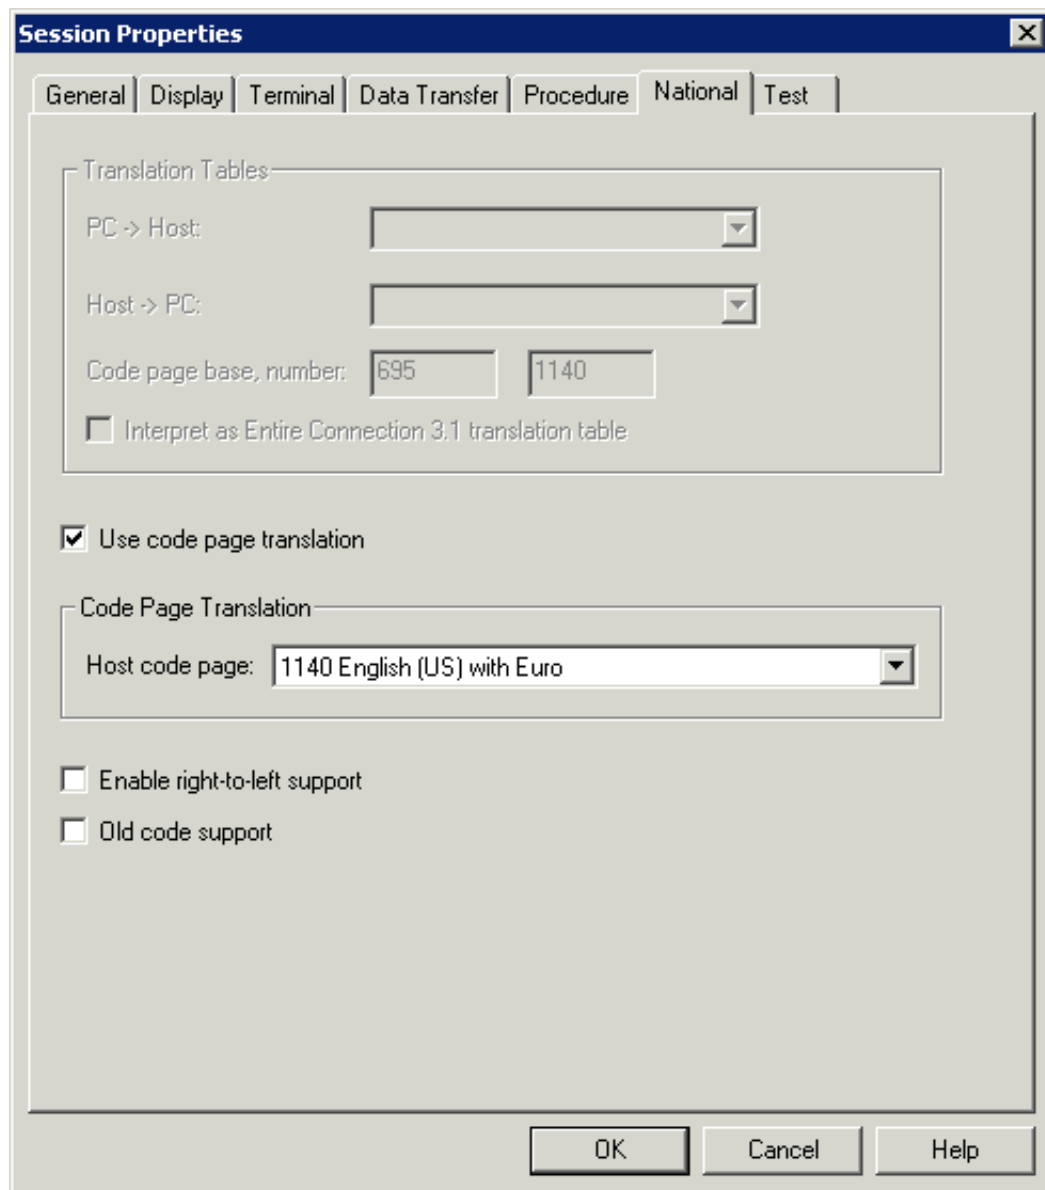 Session Properties
General Display Terminal Data Transfer Procedure National Test
Translation Tables
PC -> Host:
Host -> PC:
Code page base, number: 695 1140
Interpret as Entire Connection 3.1 translation table
Use code page translation
Code Page Translation
Host code page: 1140 English (US) with Euro
Enable right-to-left support
Old code support
OK Cancel Help